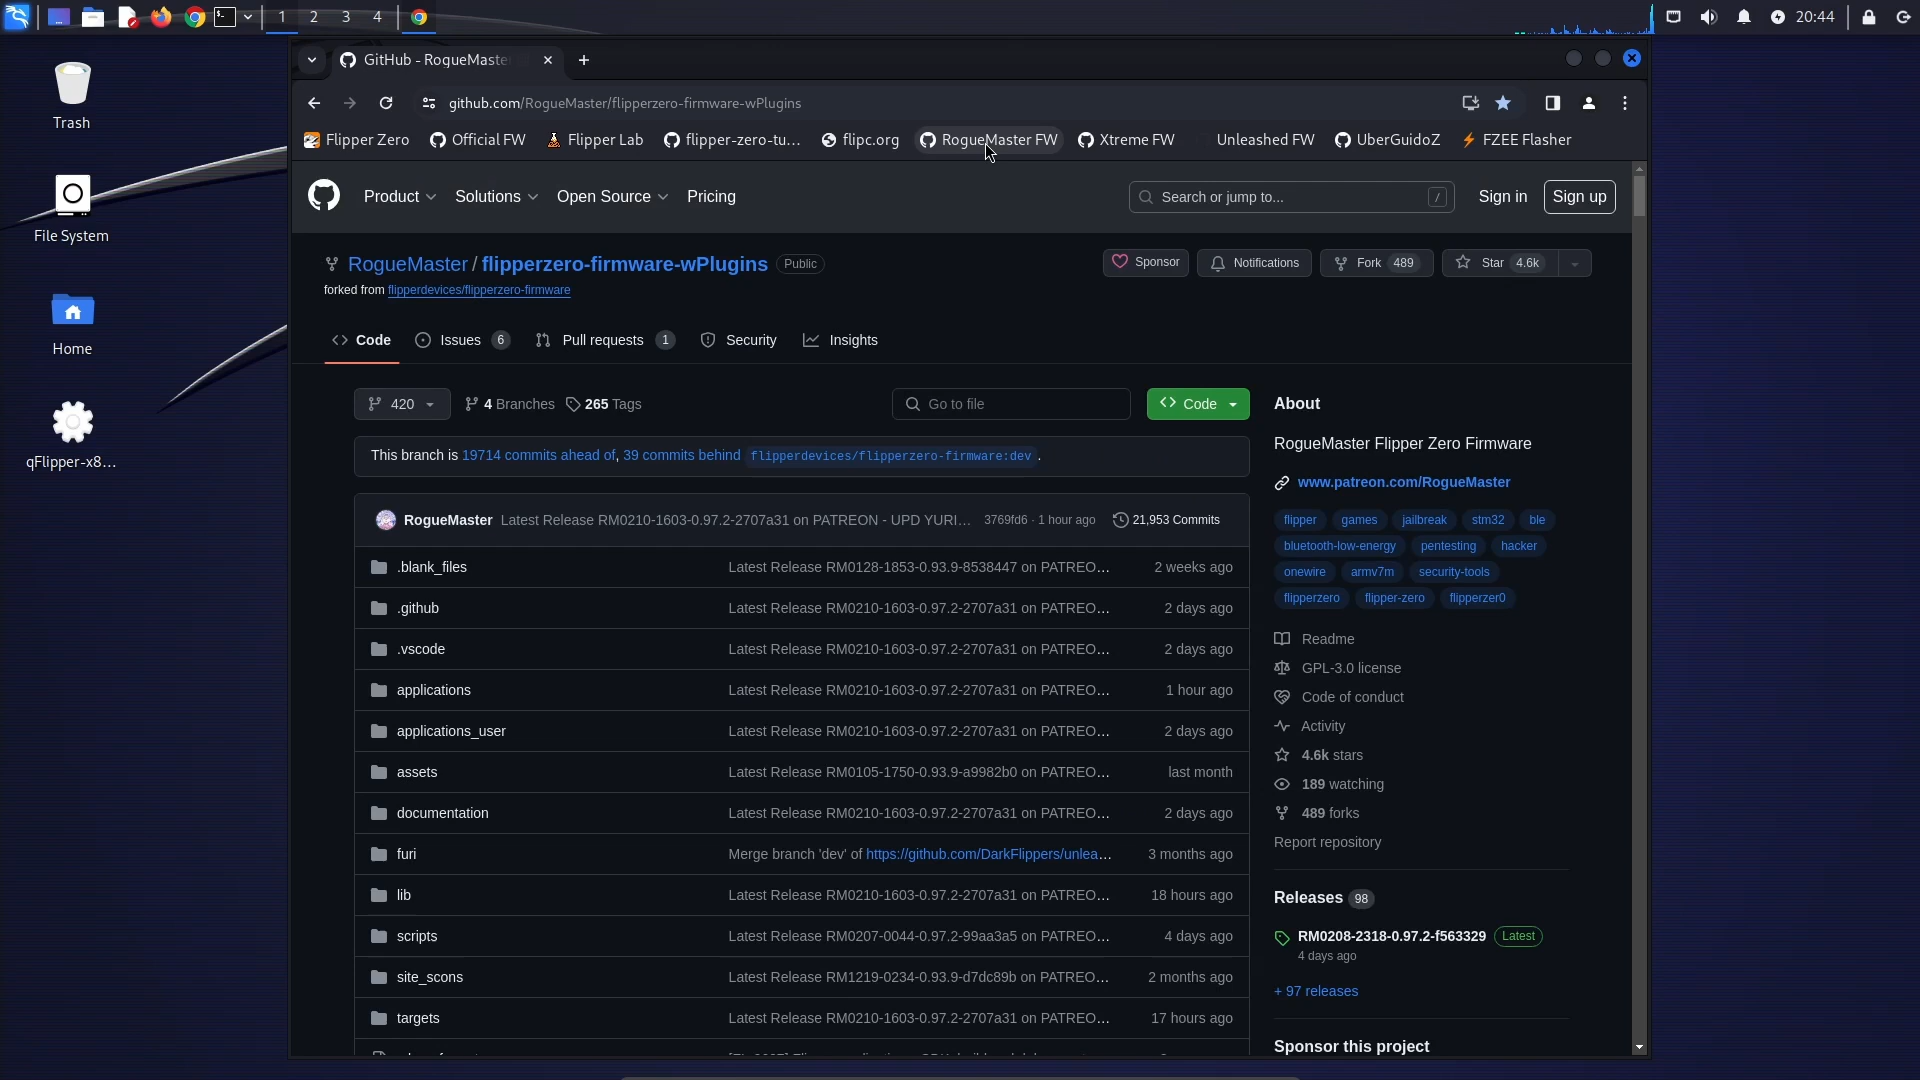 1 2 3 4
20:44
Trash
File System
Home
qFlipper-x8...
GitHub - RogueMaste
github.com/RogueMaster/flipperzero-firmware-wPlugins
Flipper Zero Official FW Flipper Lab flipper-zero-tu... flipc.org RogueMaster FW Xtreme FW Unleashed FW UberGuidoZ FZEE Flasher
Product Solutions Open Source Pricing Search or jump to... / Sign in Sign up
RogueMaster / flipperzero-firmware-wPlugins Public Sponsor Notifications Fork 489 Star 4.6k
forked from flipperdevices/flipperzero-firmware
Code Issues 6 Pull requests 1 Security Insights
420 4 Branches 265 Tags Go to file Code
This branch is 19714 commits ahead of, 39 commits behind flipperdevices/flipperzero-firmware:dev .
RogueMaster Latest Release RM0210-1603-0.97.2-2707a31 on PATREON - UPD YURI... 3769fd6 · 1 hour ago 21,953 Commits
.blank_files Latest Release RM0128-1853-0.93.9-8538447 on PATREO... 2 weeks ago
.github Latest Release RM0210-1603-0.97.2-2707a31 on PATREO... 2 days ago
.vscode Latest Release RM0210-1603-0.97.2-2707a31 on PATREO... 2 days ago
applications Latest Release RM0210-1603-0.97.2-2707a31 on PATREO... 1 hour ago
applications_user Latest Release RM0210-1603-0.97.2-2707a31 on PATREO... 2 days ago
assets Latest Release RM0105-1750-0.93.9-a9982b0 on PATREO... last month
documentation Latest Release RM0210-1603-0.97.2-2707a31 on PATREO... 2 days ago
furi Merge branch 'dev' of https://github.com/DarkFlippers/unlea... 3 months ago
lib Latest Release RM0210-1603-0.97.2-2707a31 on PATREO... 18 hours ago
scripts Latest Release RM0207-0044-0.97.2-99aa3a5 on PATREO... 4 days ago
site_scons Latest Release RM1219-0234-0.93.9-d7dc89b on PATREO... 2 months ago
targets Latest Release RM0210-1603-0.97.2-2707a31 on PATREO... 17 hours ago
About
RogueMaster Flipper Zero Firmware
www.patreon.com/RogueMaster
flipper games jailbreak stm32 ble
bluetooth-low-energy pentesting hacker
onewire armv7m security-tools
flipperzero flipper-zero flipperzer0
Readme
GPL-3.0 license
Code of conduct
Activity
4.6k stars
189 watching
489 forks
Report repository
Releases 98
RM0208-2318-0.97.2-f563329 Latest
4 days ago
+ 97 releases
Sponsor this project